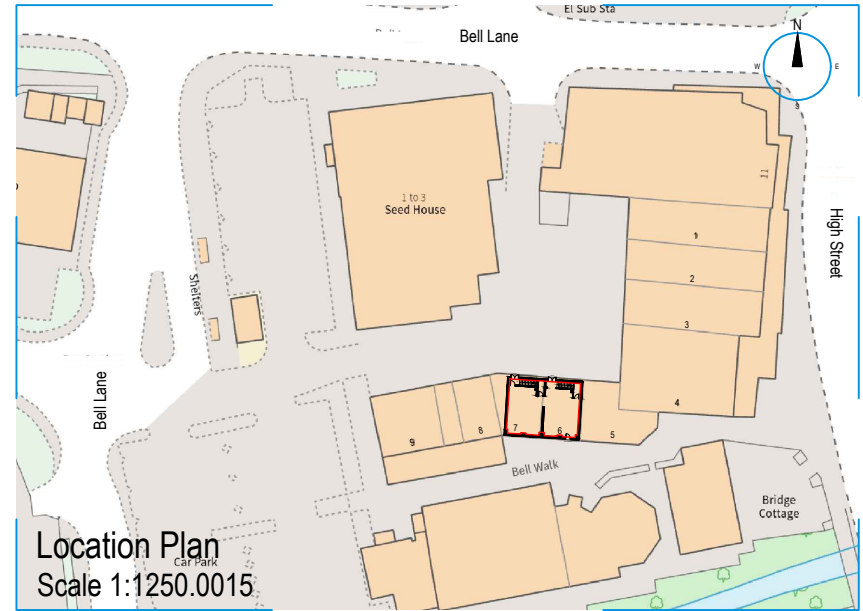 El Sub Sta
Bell Lane
N
W
E
S
11
1 to 3
Seed House
High Street
1
2
3
4
Shelters
Bell Lane
9
8
7
6
5
Bell Walk
Bridge
Cottage
Location Plan
Car Park
Scale 1:1250.0015